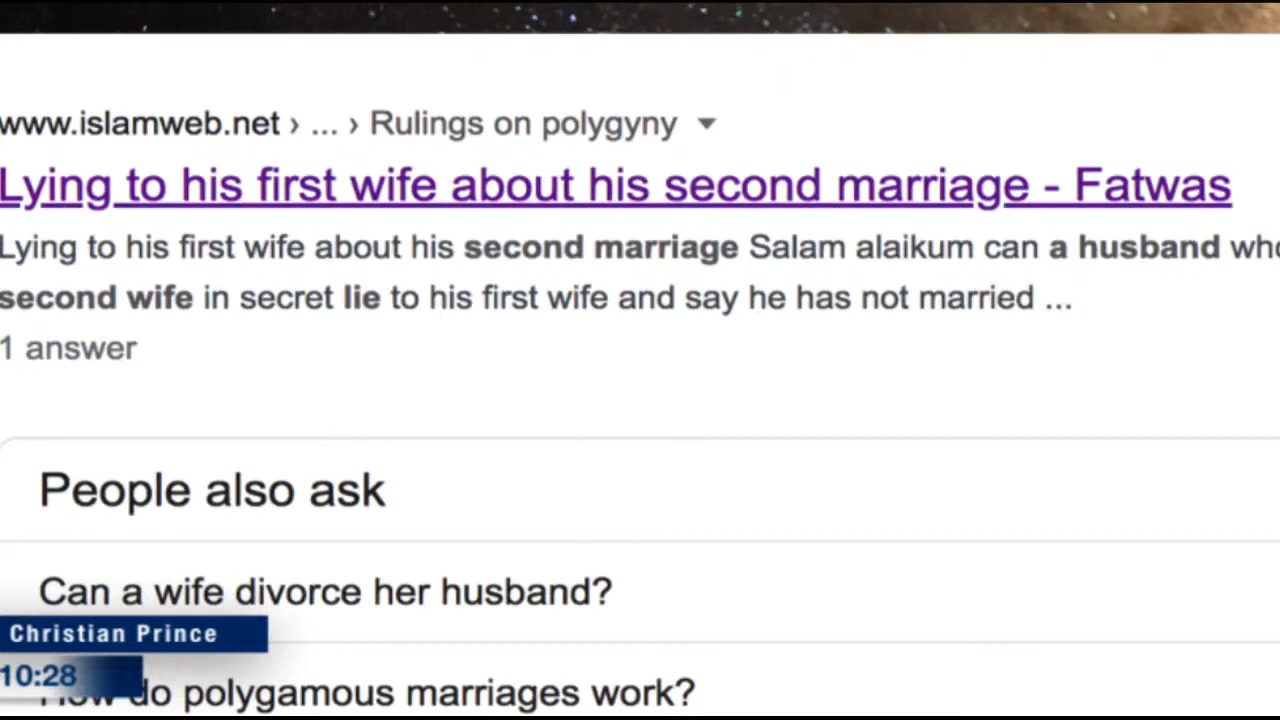 www.islamweb.net › ... › Rulings on polygyny
Lying to his first wife about his second marriage - Fatwas
Lying to his first wife about his second marriage Salam alaikum can a husband who
second wife in secret lie to his first wife and say he has not married ...
1 answer
People also ask
Can a wife divorce her husband?
Christian Prince
10:28
How do polygamous marriages work?